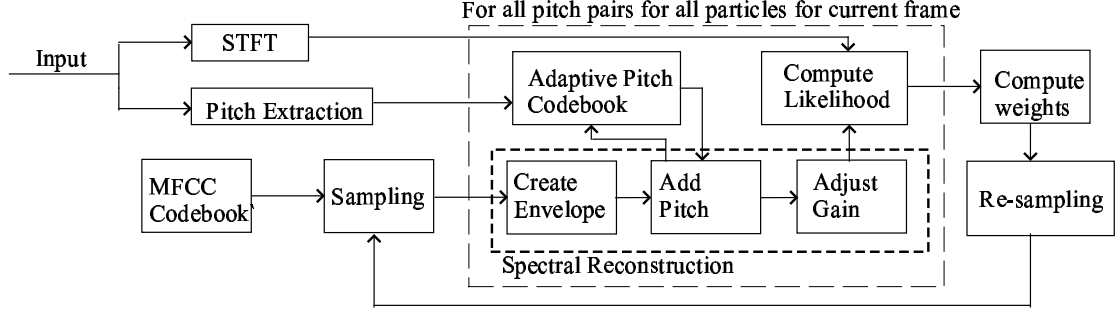 For all pitch pairs for all particles for current frame
Input
STFT
Pitch Extraction
Adaptive Pitch
Codebook
Compute
Likelihood
Compute
weights
MFCC
Codebook
Sampling
Create
Envelope
Add
Pitch
Adjust
Gain
Re-sampling
Spectral Reconstruction